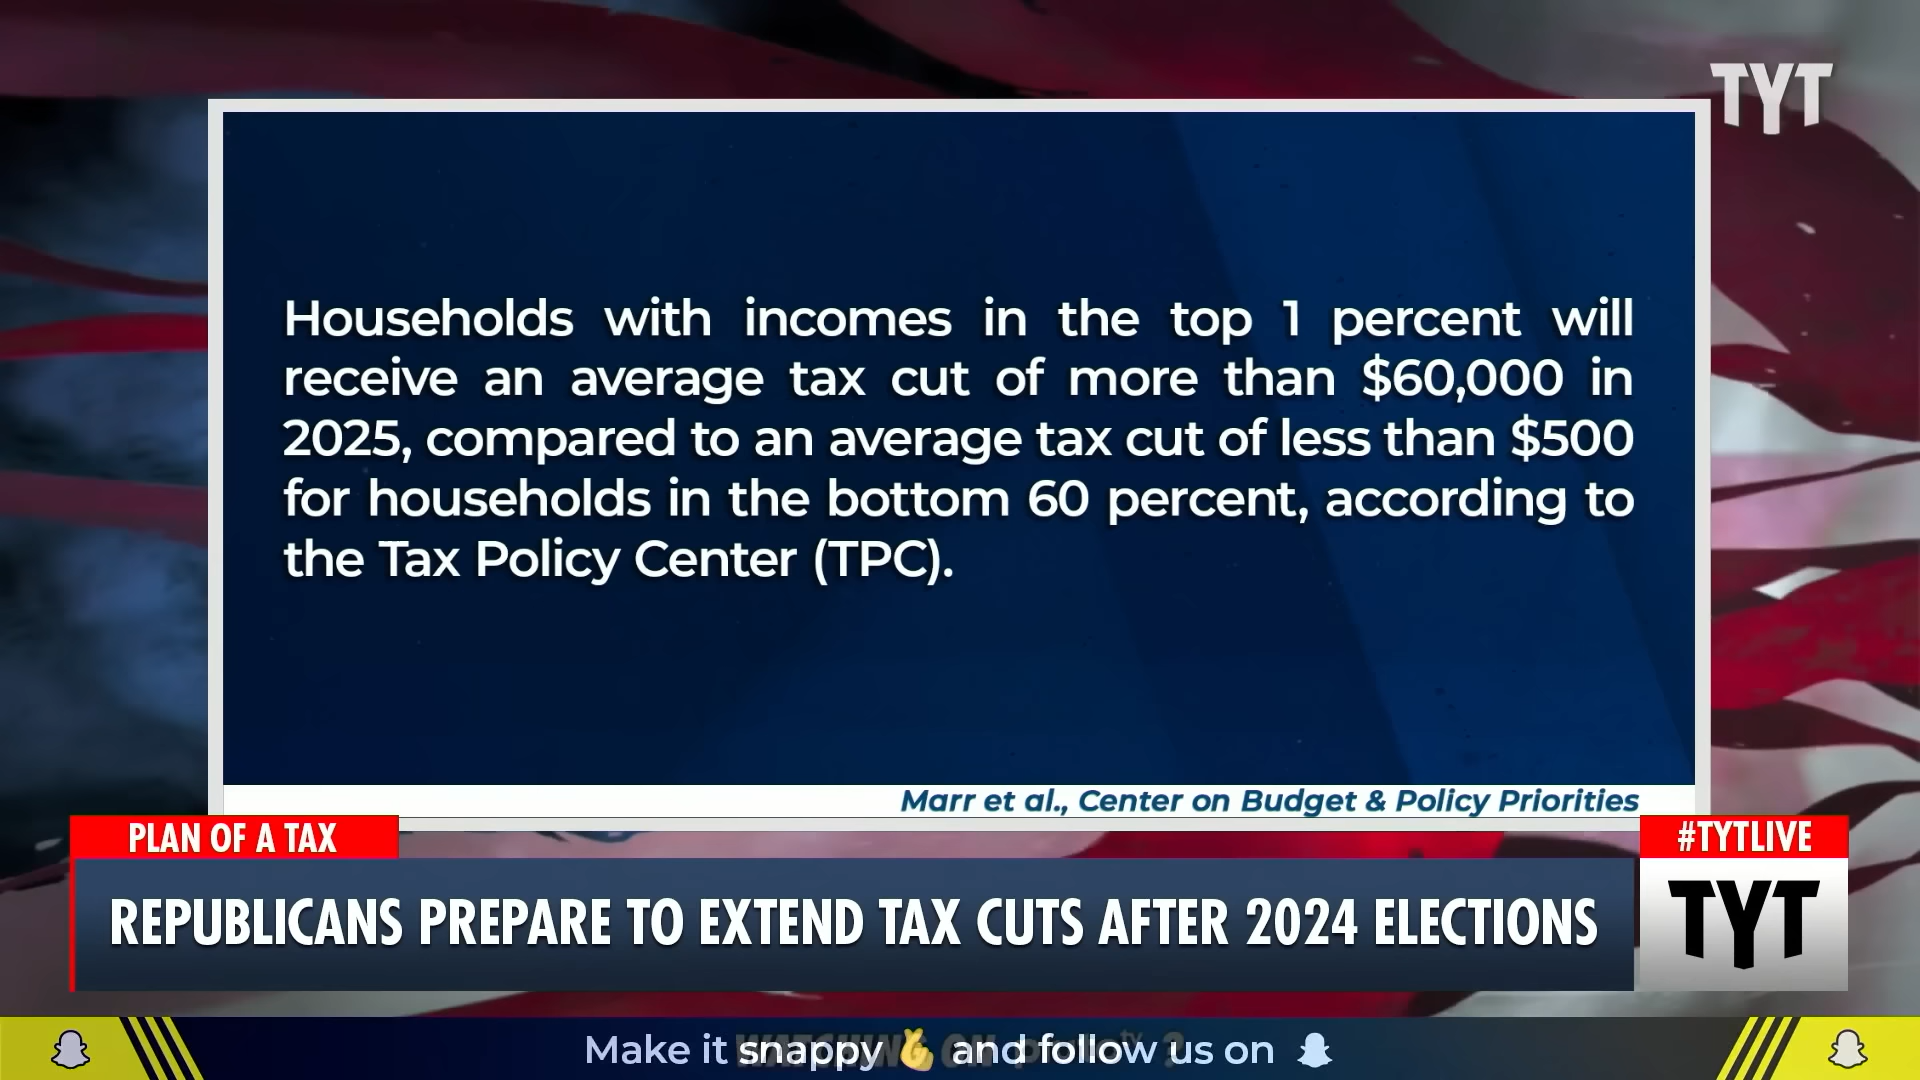 TYT
Households with incomes in the top 1 percent will
receive an average tax cut of more than $60,000 in
2025, compared to an average tax cut of less than $500
for households in the bottom 60 percent, according to
the Tax Policy Center (TPC).
Marr et al., Center on Budget & Policy Priorities
PLAN OF A TAX
#TYTLIVE
REPUBLICANS PREPARE TO EXTEND TAX CUTS AFTER 2024 ELECTIONS
TYT
Make it snappy and follow us on